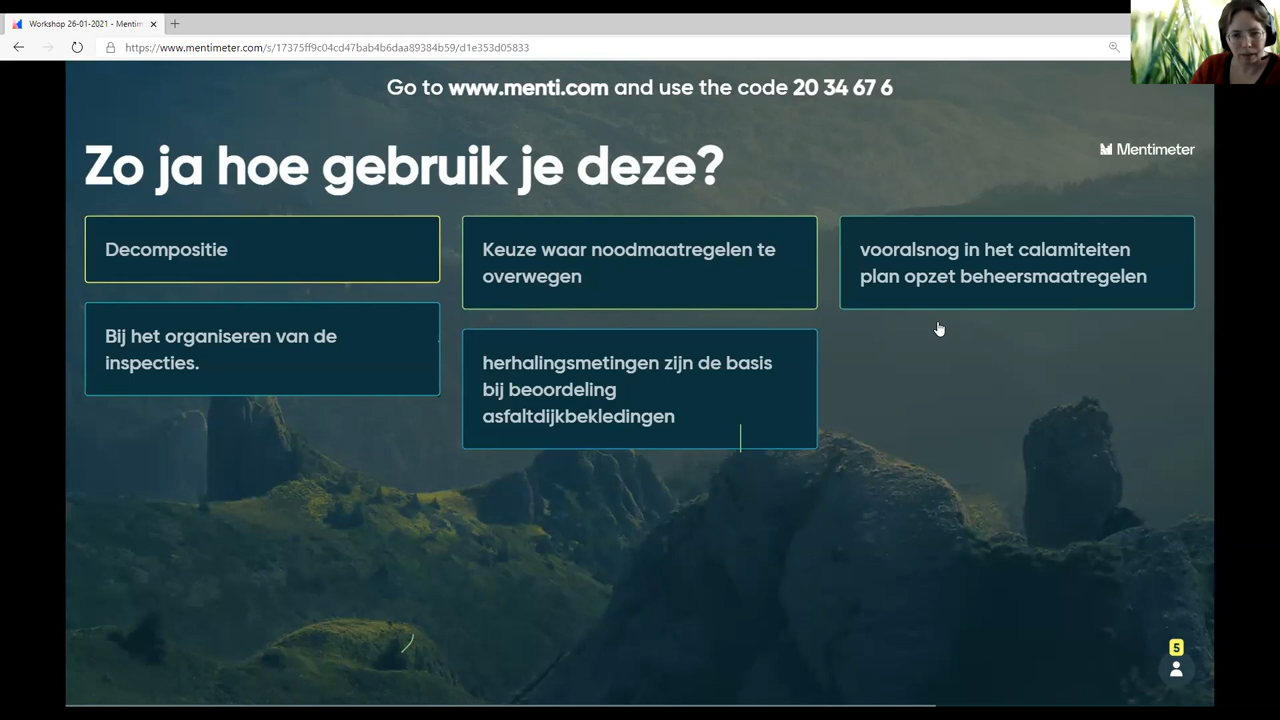 Workshop 26-01-2021 - Mentim
https://www.mentimeter.com/s/17375ff9c04cd47bab4b6daa89384b59/d1e353d05833
Go to www.menti.com and use the code 20 34 67 6
Zo ja hoe gebruik je deze?
Mentimeter
Decompositie
Bij het organiseren van de
inspecties.
Keuze waar noodmaatregelen te
overwegen
herhalingsmetingen zijn de basis
bij beoordeling
asfaltdijkbekledingen
vooralsnog in het calamiteiten
plan opzet beheersmaatregelen
5